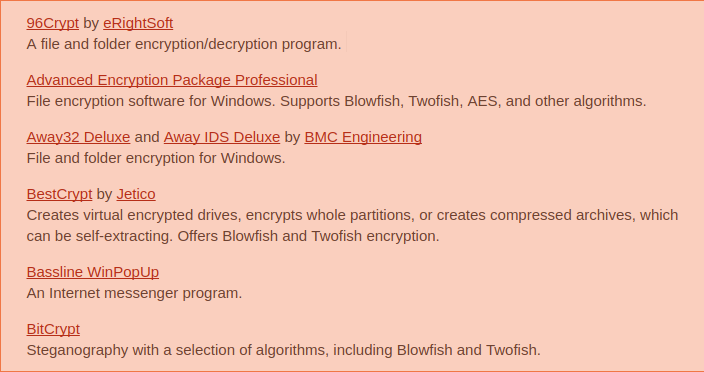 96Crypt by eRightSoft
A file and folder encryption/decryption program.
Advanced Encryption Package Professional
File encryption software for Windows. Supports Blowfish, Twofish, AES, and other algorithms.
Away32 Deluxe and Away IDS Deluxe by BMC Engineering
File and folder encryption for Windows.
BestCrypt by Jetico
Creates virtual encrypted drives, encrypts whole partitions, or creates compressed archives, which
can be self-extracting. Offers Blowfish and Twofish encryption.
Bassline WinPopUp
An Internet messenger program.
BitCrypt
Steganography with a selection of algorithms, including Blowfish and Twofish.